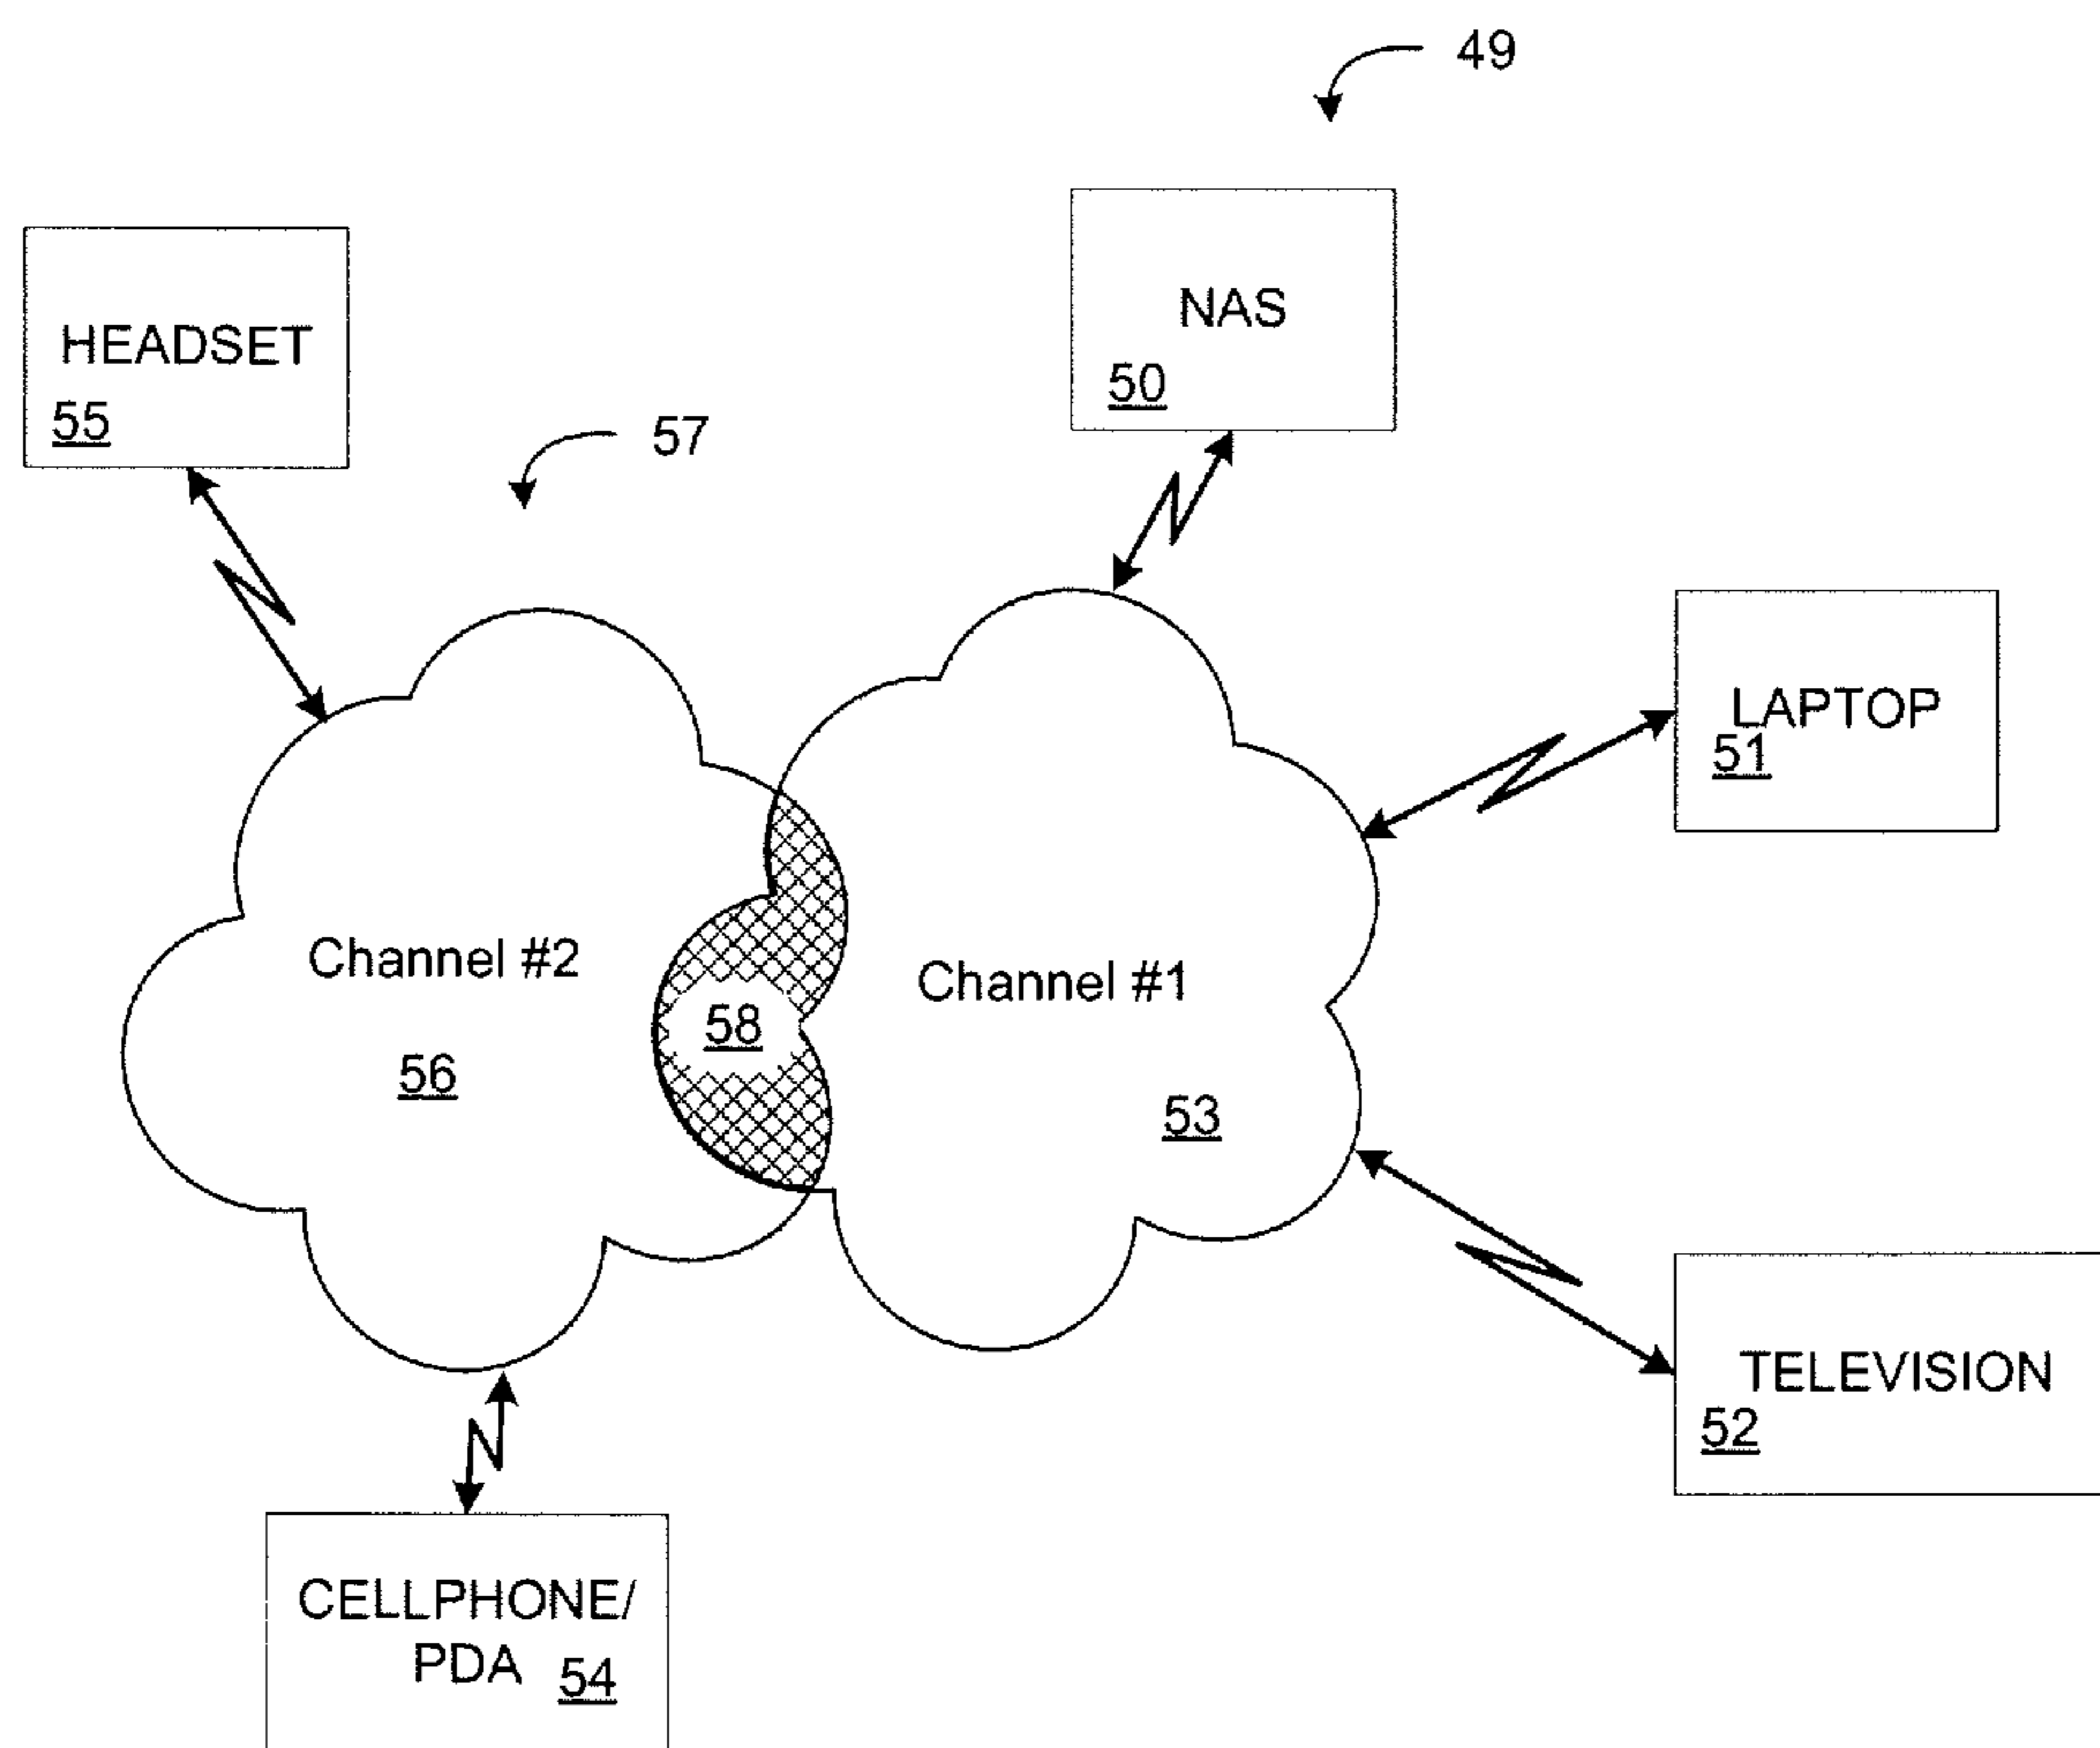 49
NAS
50
HEADSET
55
57
LAPTOP
51
Channel #2
Channel #1
58
56
53
TELEVISION
52
CELLPHONE/
PDA 54